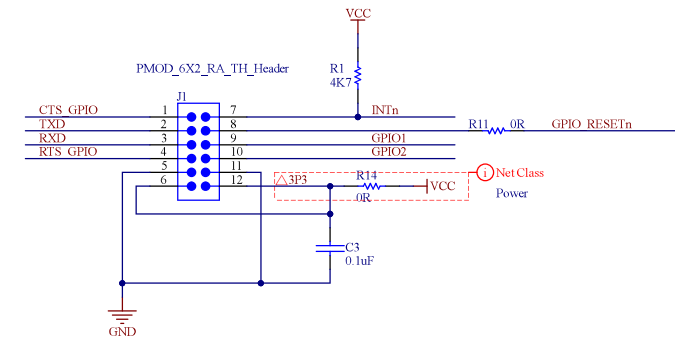 VCC
PMOD_6X2_RA_TH_Header
R1
4K7
J1
CTS_GPIO 1 7 INTn
TXD 2 8 R11 0R GPIO_RESETn
RXD 3 9 GPIO1
RTS_GPIO 4 10 GPIO2
5 11
6 12 3P3 R14 0R VCC
i Net Class
Power
C3
0.1uF
GND